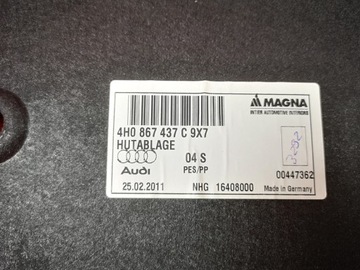 MAGNA
INTIER AUTOMOTIVE INTERIORS
4H0 867 437 C 9X7
HUTABLAGE
04 S
Audi
PES/PP
00447362
25.02.2011
NHG 16408000
Made in Germany